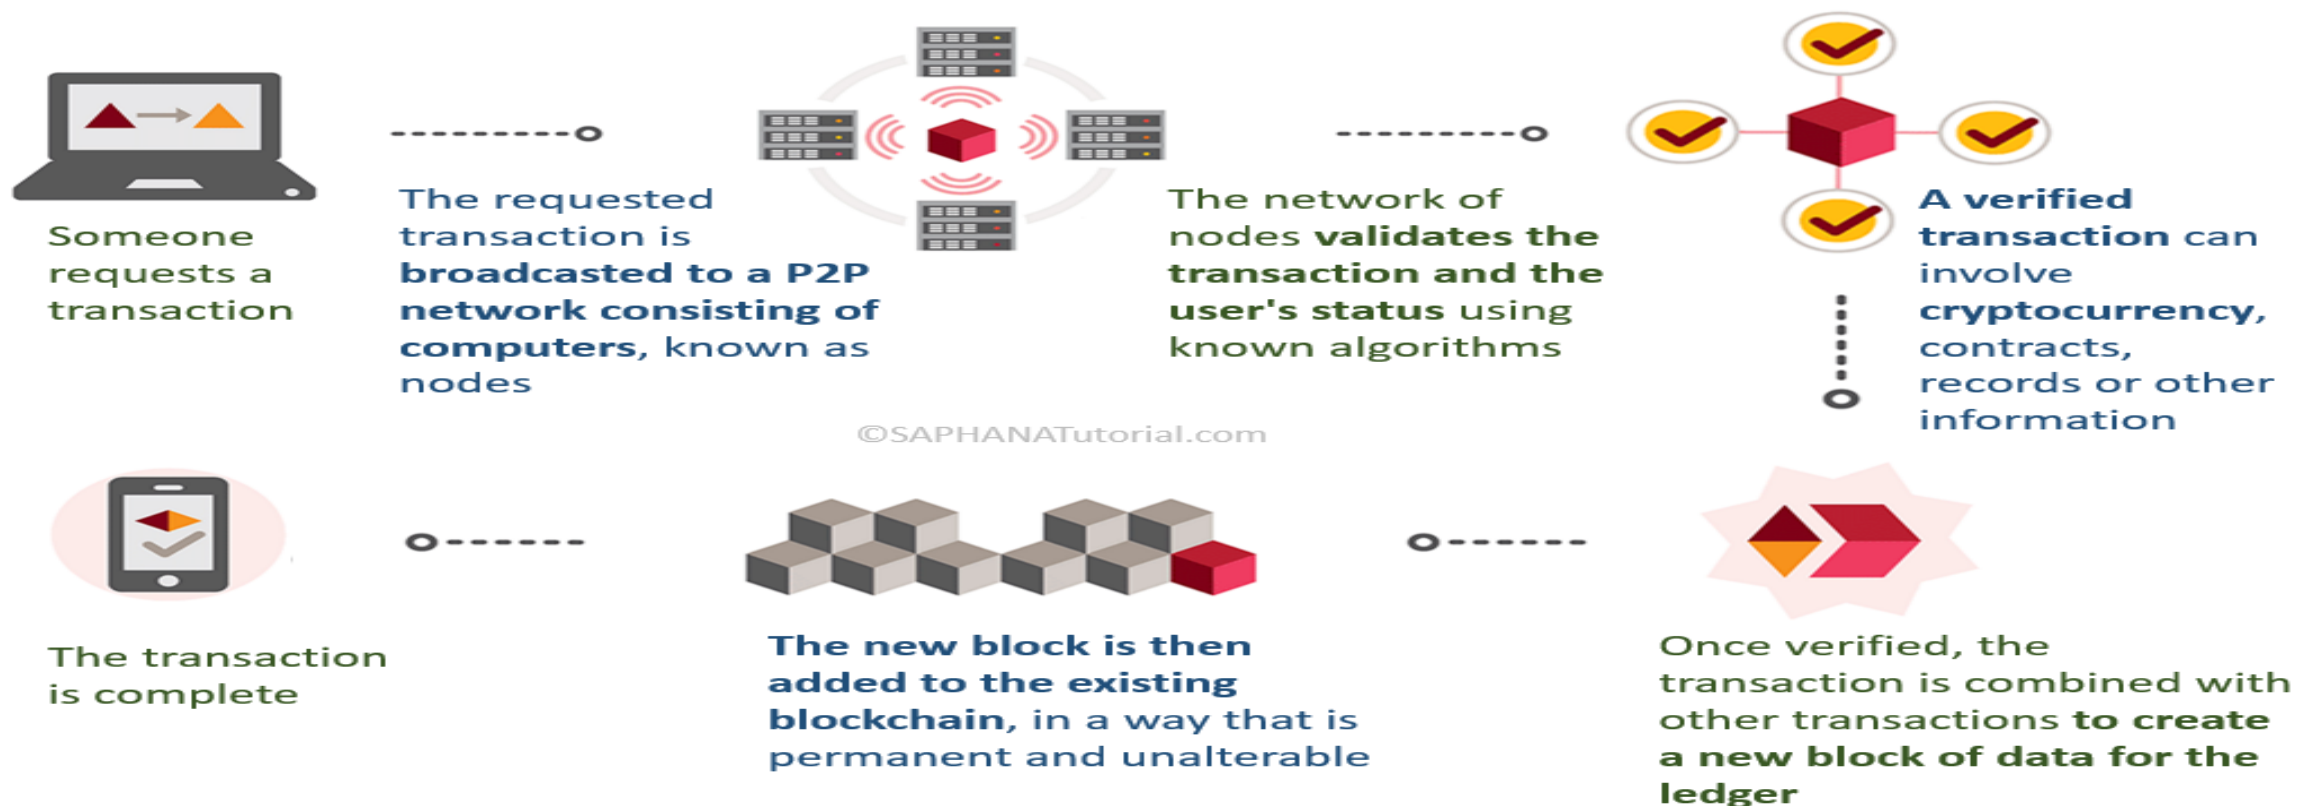 Someone
requests a
transaction
The requested
transaction is
broadcasted to a P2P
network consisting of
computers, known as
nodes
The network of
nodes validates the
transaction and the
user's status using
known algorithms
A verified
transaction can
involve
cryptocurrency,
contracts,
records or other
information
©SAPHANATutorial.com
Once verified, the
transaction is combined with
other transactions to create
a new block of data for the
ledger
The new block is then
added to the existing
blockchain, in a way that is
permanent and unalterable
The transaction
is complete